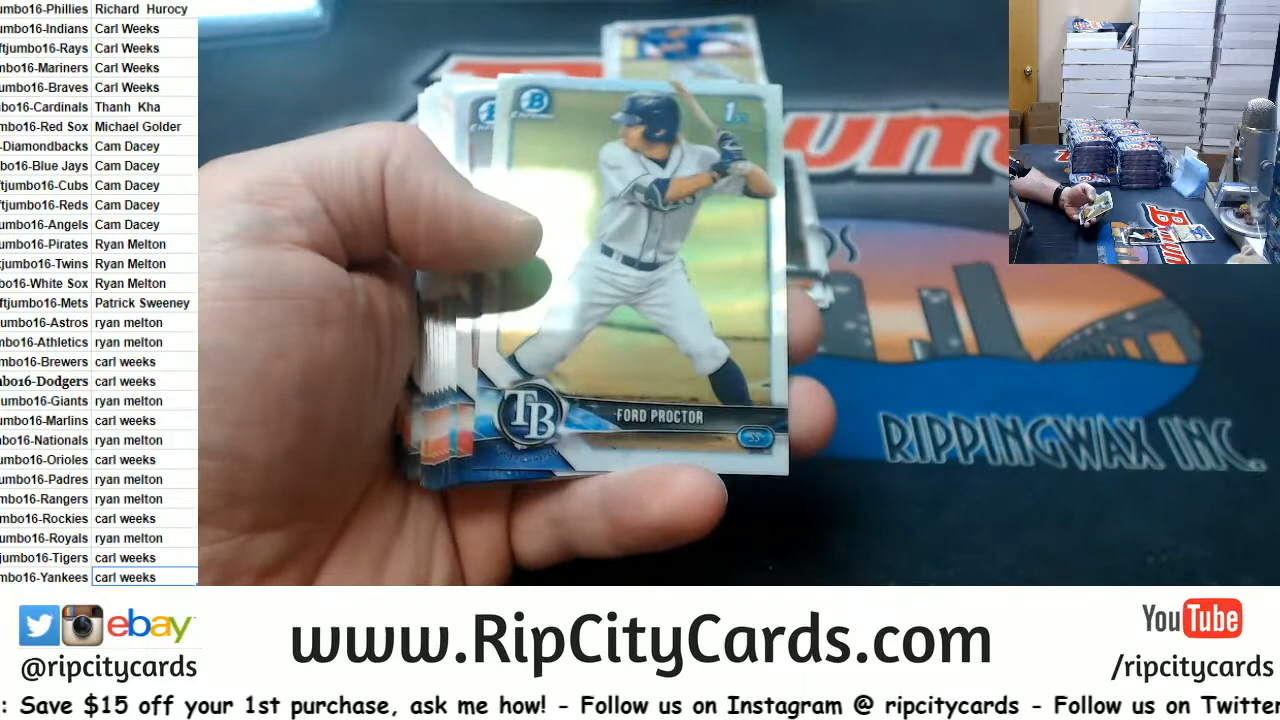 umbo16-Phillies Richard Hurocy
umbo16-Indians Carl Weeks
ftjumbo16-Rays Carl Weeks
mbo16-Mariners Carl Weeks
umbo16-Braves Carl Weeks
mbo16-Cardinals Thanh Kha
mbo16-Red Sox Michael Golder
-Diamondbacks Cam Dacey
bo16-Blue Jays Cam Dacey
ftjumbo16-Cubs Cam Dacey
ftjumbo16-Reds Cam Dacey
umbo16-Angels Cam Dacey
umbo16-Pirates Ryan Melton
tjumbo16-Twins Ryan Melton
bo16-White Sox Ryan Melton
ftjumbo16-Mets Patrick Sweeney
umbo16-Astros ryan melton
mbo16-Athletics ryan melton
mbo16-Brewers carl weeks
mbo16-Dodgers carl weeks
jumbo16-Giants ryan melton
umbo16-Marlins carl weeks
mbo16-Nationals ryan melton
umbo16-Orioles carl weeks
umbo16-Padres ryan melton
mbo16-Rangers ryan melton
mbo16-Rockies carl weeks
umbo16-Royals ryan melton
jumbo16-Tigers carl weeks
mbo16-Yankees carl weeks
B
1st
um
TB
FORD PROCTOR
SS
RIPPINGWAX INC.
ebay
@ripcitycards
www.RipCityCards.com
YouTube
/ripcitycards
: Save $15 off your 1st purchase, ask me how! - Follow us on Instagram @ ripcitycards - Follow us on Twitter